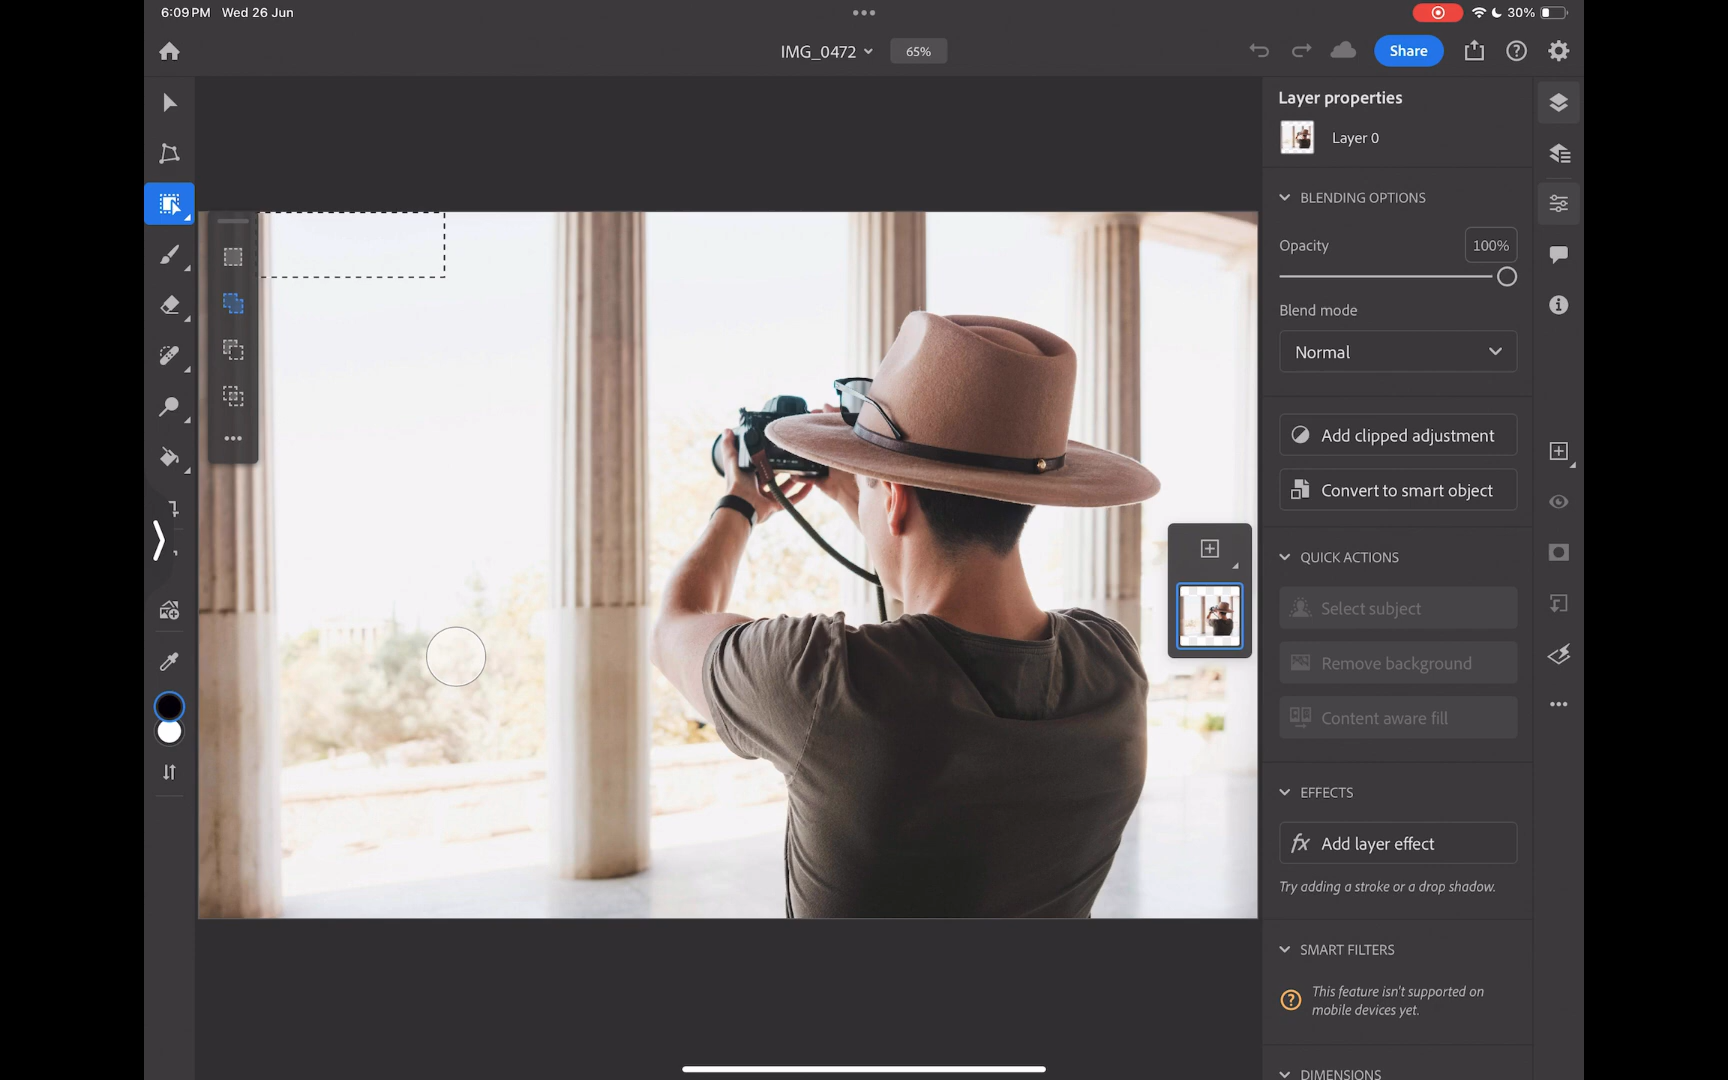 6:09 PM Wed 26 Jun
30%
IMG_0472
65%
Share
Layer properties
Layer 0
BLENDING OPTIONS
Opacity
100%
Blend mode
Normal
Add clipped adjustment
Convert to smart object
QUICK ACTIONS
Select subject
Remove background
Content aware fill
EFFECTS
fx Add layer effect
Try adding a stroke or a drop shadow.
SMART FILTERS
This feature isn't supported on
mobile devices yet.
DIMENSIONS